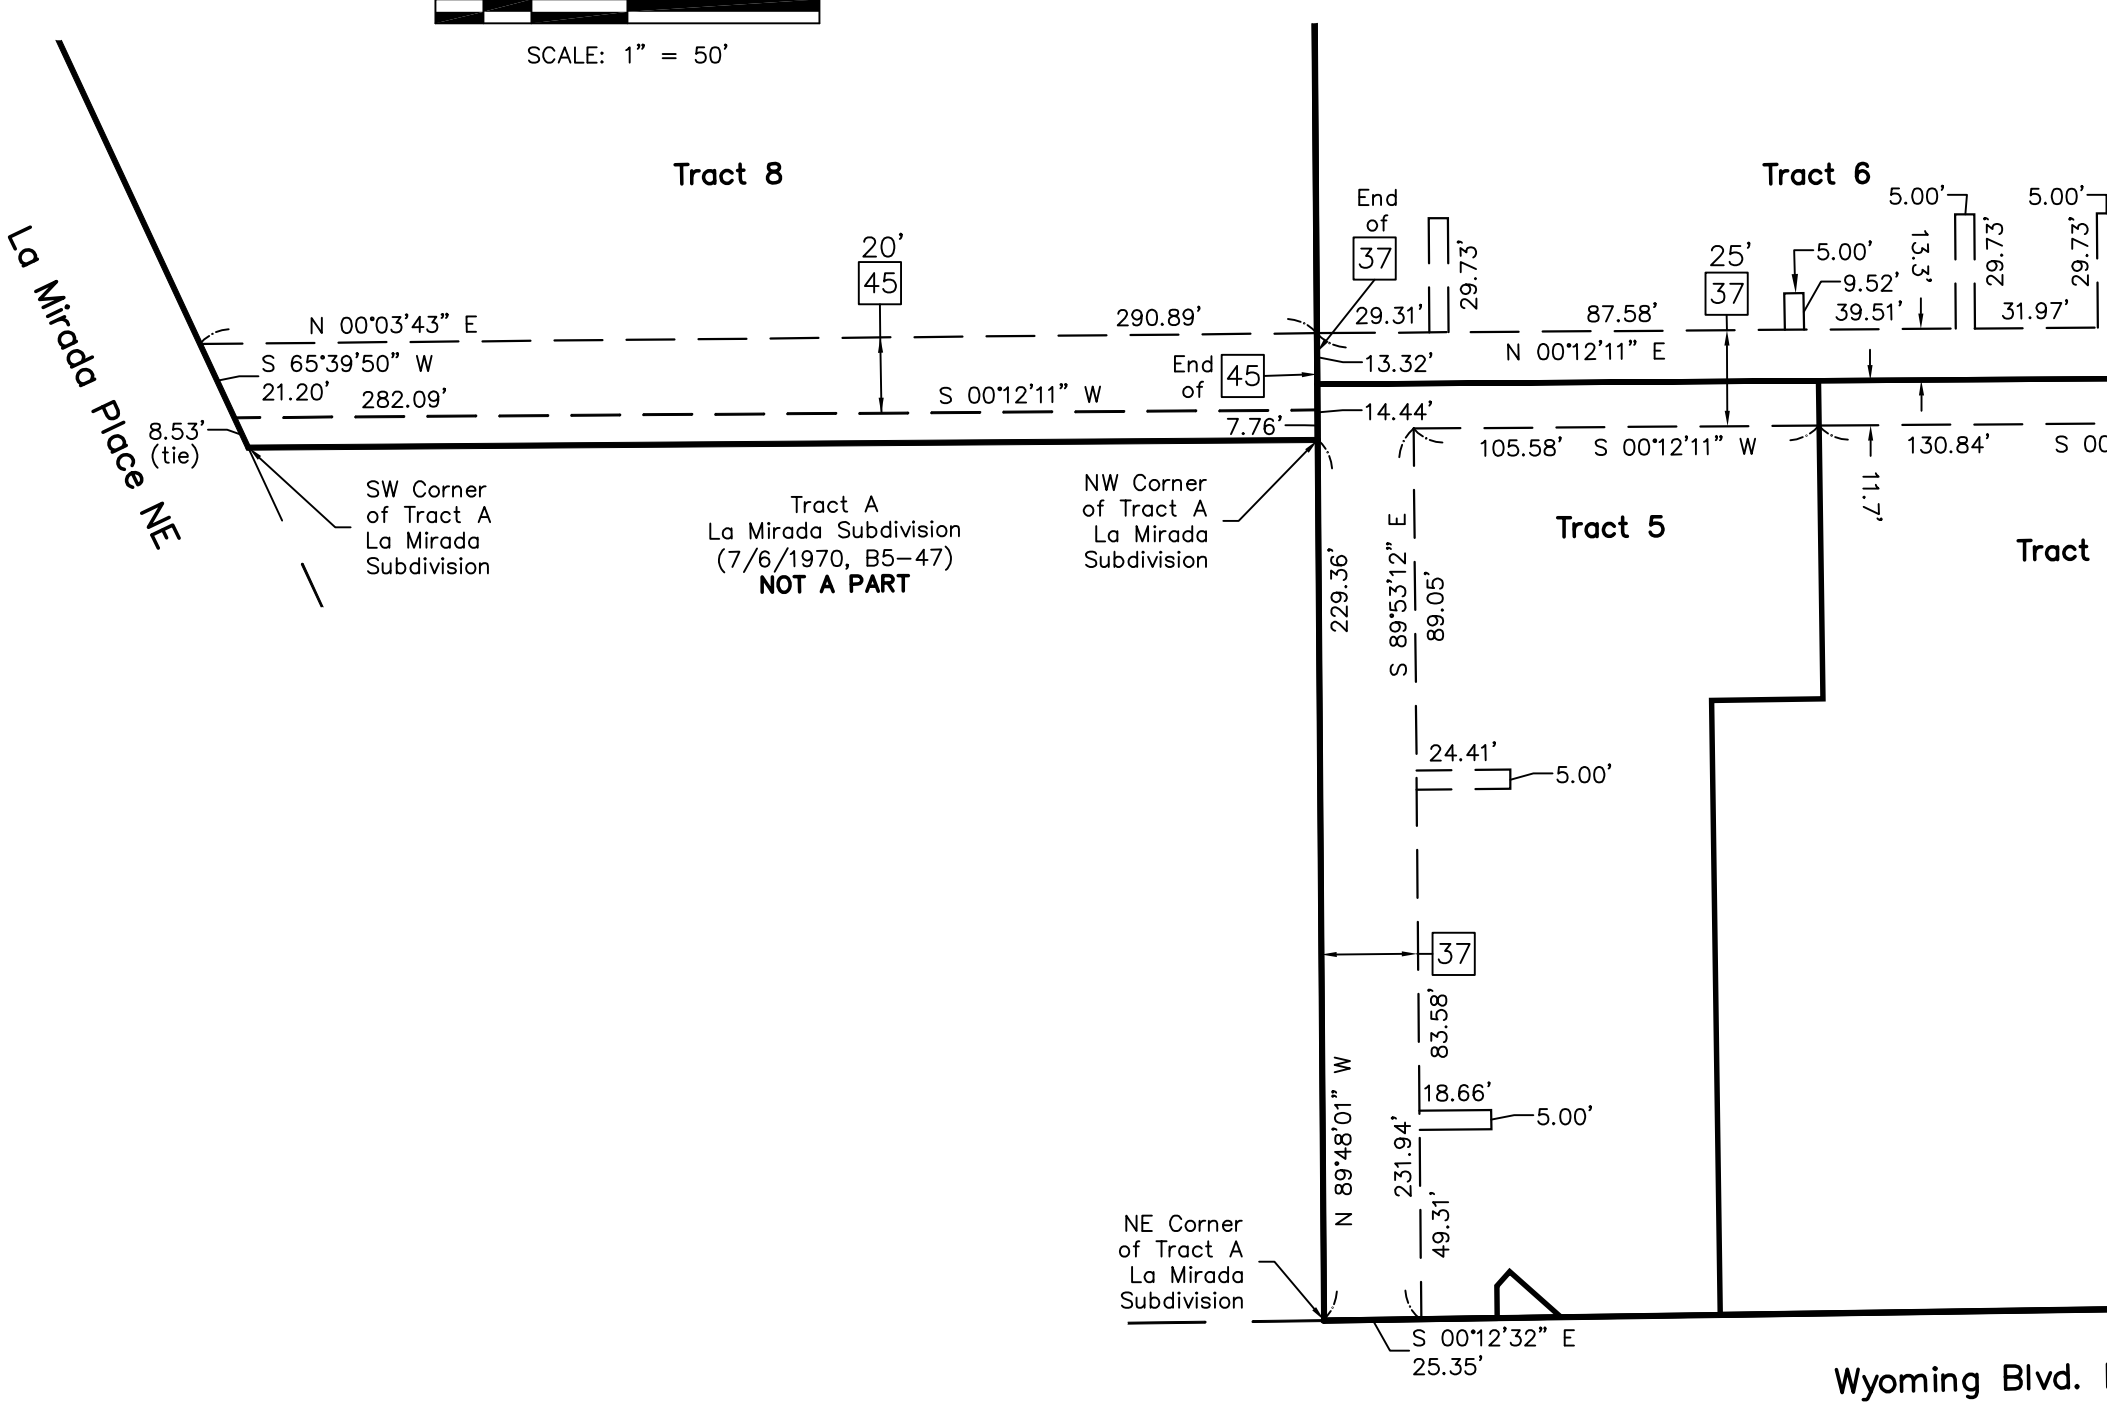 SCALE: 1” = 50’
Tract 8
Tract 6
La Mirada Place NE
20’
45
N 00°03'43” E
290.89’
S 65°39'50” W
21.20’
282.09’
S 00°12'11” W
8.53’
(tie)
End
of
45
7.76’
End
of
37
29.31’
29.73’
13.32’
14.44’
87.58’
N 00°12'11” E
25’
37
5.00’
9.52’
39.51’
13.3’
5.00’
29.73’
31.97’
5.00’
29.73’
105.58’ S 00°12'11” W
130.84’
S 00
11.7’
SW Corner
of Tract A
La Mirada
Subdivision
Tract A
La Mirada Subdivision
(7/6/1970, B5-47)
NOT A PART
NW Corner
of Tract A
La Mirada
Subdivision
229.36’
S 89°53'12” E
89.05’
Tract 5
Tract
24.41’
5.00’
37
83.58’
18.66’
5.00’
N 89°48'01” W
231.94’
49.31’
NE Corner
of Tract A
La Mirada
Subdivision
S 00°12'32” E
25.35’
Wyoming Blvd.